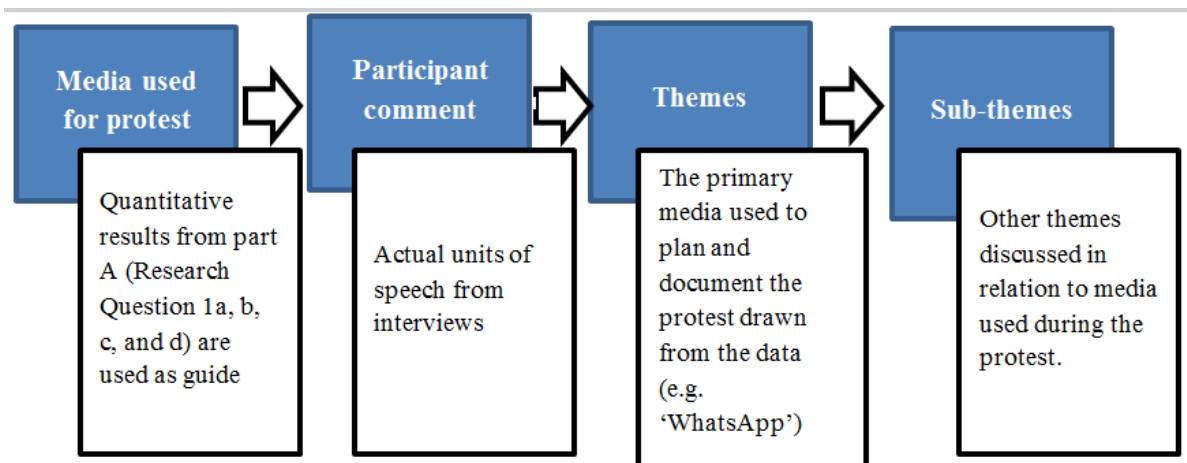 Media used
for protest
Quantitative
results from part
A (Research
Question 1a, b,
c, and d) are
used as guide
Participant
comment
Actual units of
speech from
interviews
Themes
The primary
media used to
plan and
document the
protest drawn
from the data
(e.g.
‘WhatsApp’)
Sub-themes
Other themes
discussed in
relation to media
used during the
protest.